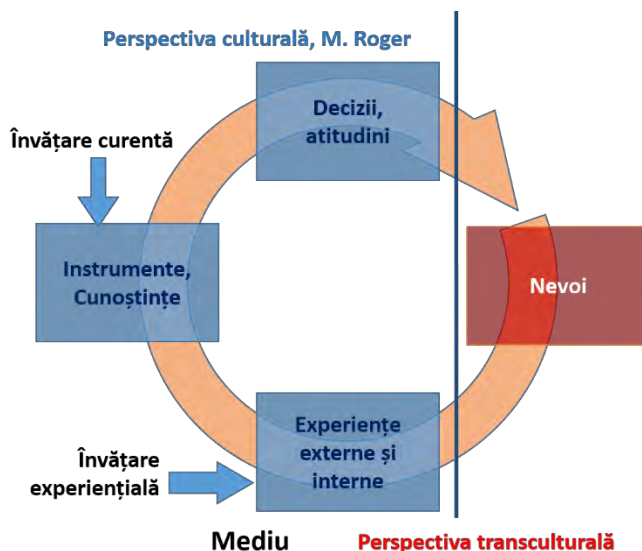 Perspectiva culturală, M. Roger
Decizii,
atitudini
Învățare curentă
Instrumente,
Cunoștințe
Nevoi
Experiențe
externe și
interne
Învățare
experiențială
Mediu
Perspectiva transculturală